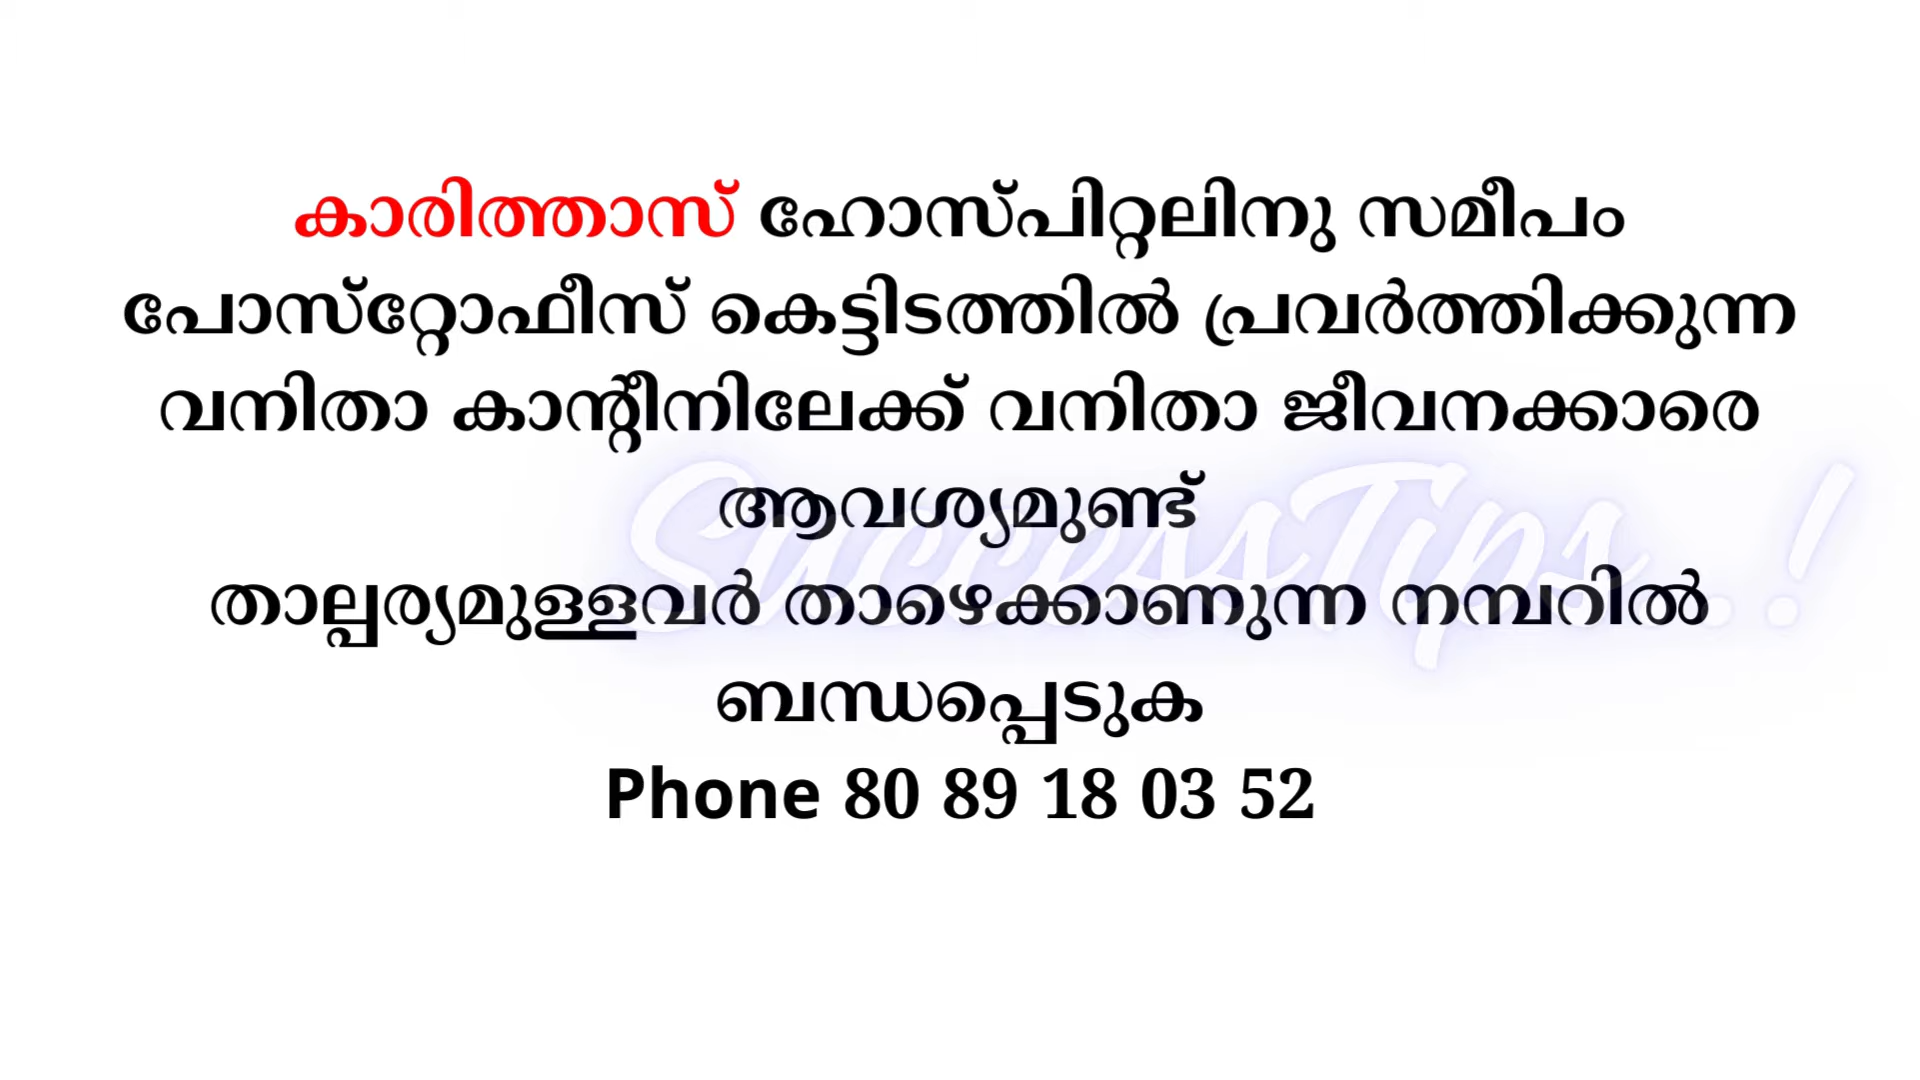 കാരിത്താസ് ഹോസ്പിറ്റലിനു സമീപം
പോസ്റ്റോഫീസ് കെട്ടിടത്തിൽ പ്രവർത്തിക്കുന്ന
വനിതാ കാന്റീനിലേക്ക് വനിതാ ജീവനക്കാരെ
ആവശ്യമുണ്ട്
താല്പര്യമുള്ളവർ താഴെക്കാണുന്ന നമ്പറിൽ
ബന്ധപ്പെടുക
Phone 80 89 18 03 52
SuccessTips..!